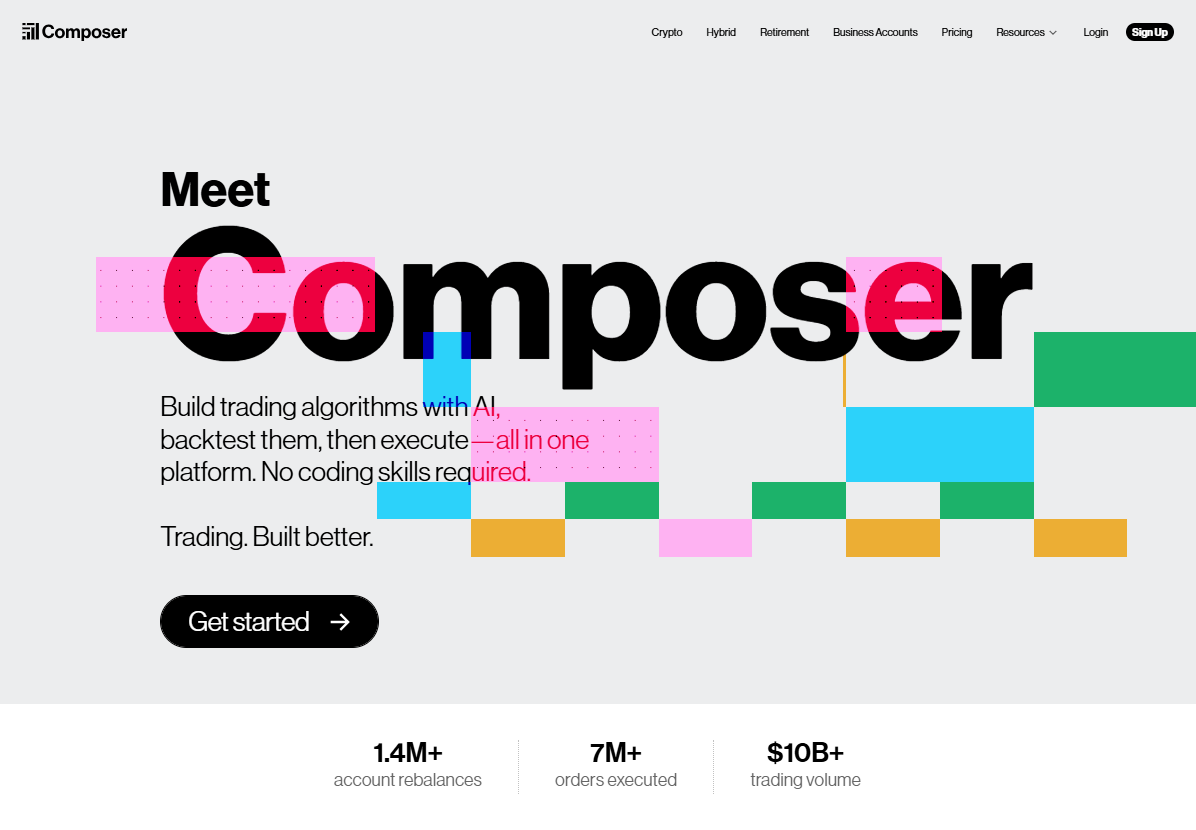 Composer
Crypto Hybrid Retirement Business Accounts Pricing Resources Login Sign Up
Meet
Composer
Build trading algorithms with AI,
backtest them, then execute—all in one
platform. No coding skills required.
Trading. Built better.
Get started
1.4M+ 7M+ $10B+
account rebalances orders executed trading volume